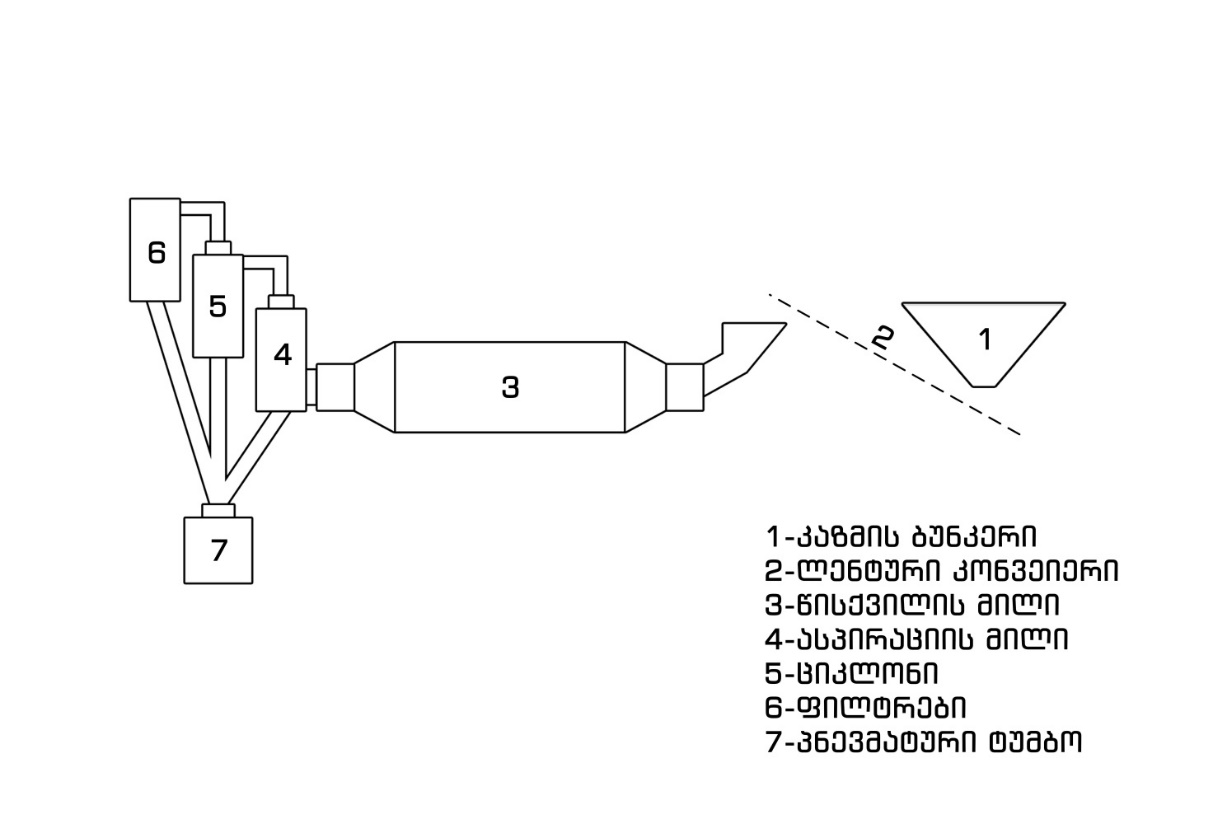 6
5
4
3
2
1
7
1-კაზმის ბუნკერი
2-ლენტური კონვეიერი
3-წისქვილის მილი
4-ასპირაციის მილი
5-ციკლონი
6-ფილტრები
7-პნევმატური ტუმბო